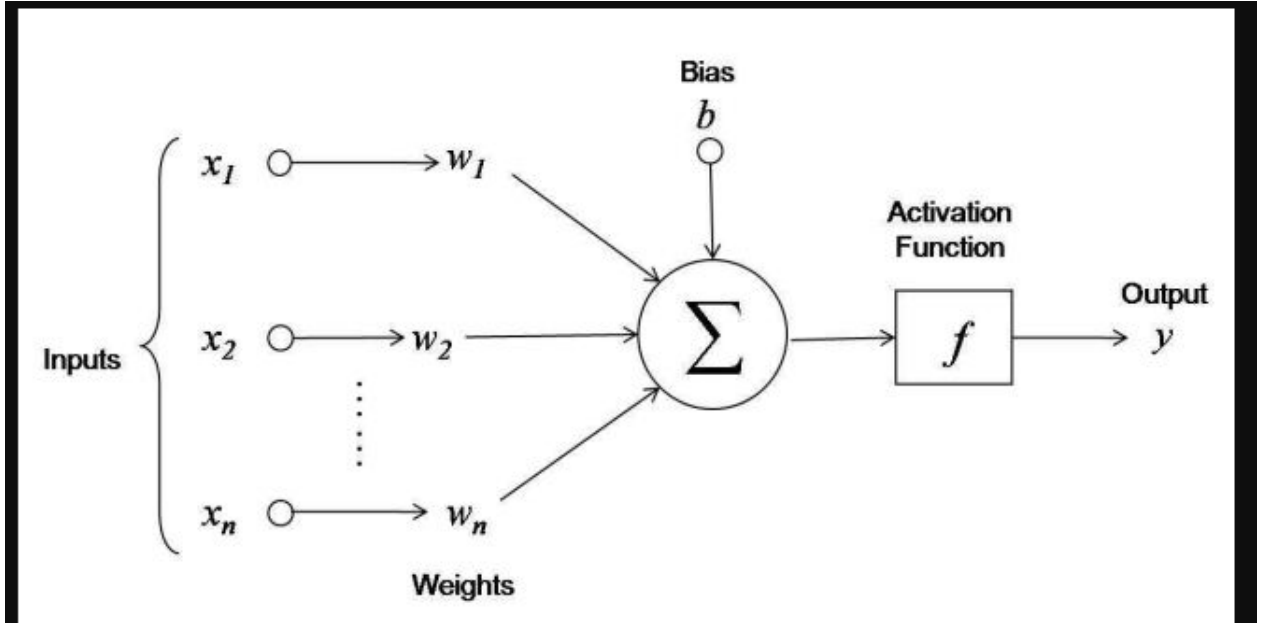 Bias
b
x₁ w₁
Activation
Function
Output
Inputs
x₂ w₂ Σ f y
xₙ wₙ
Weights